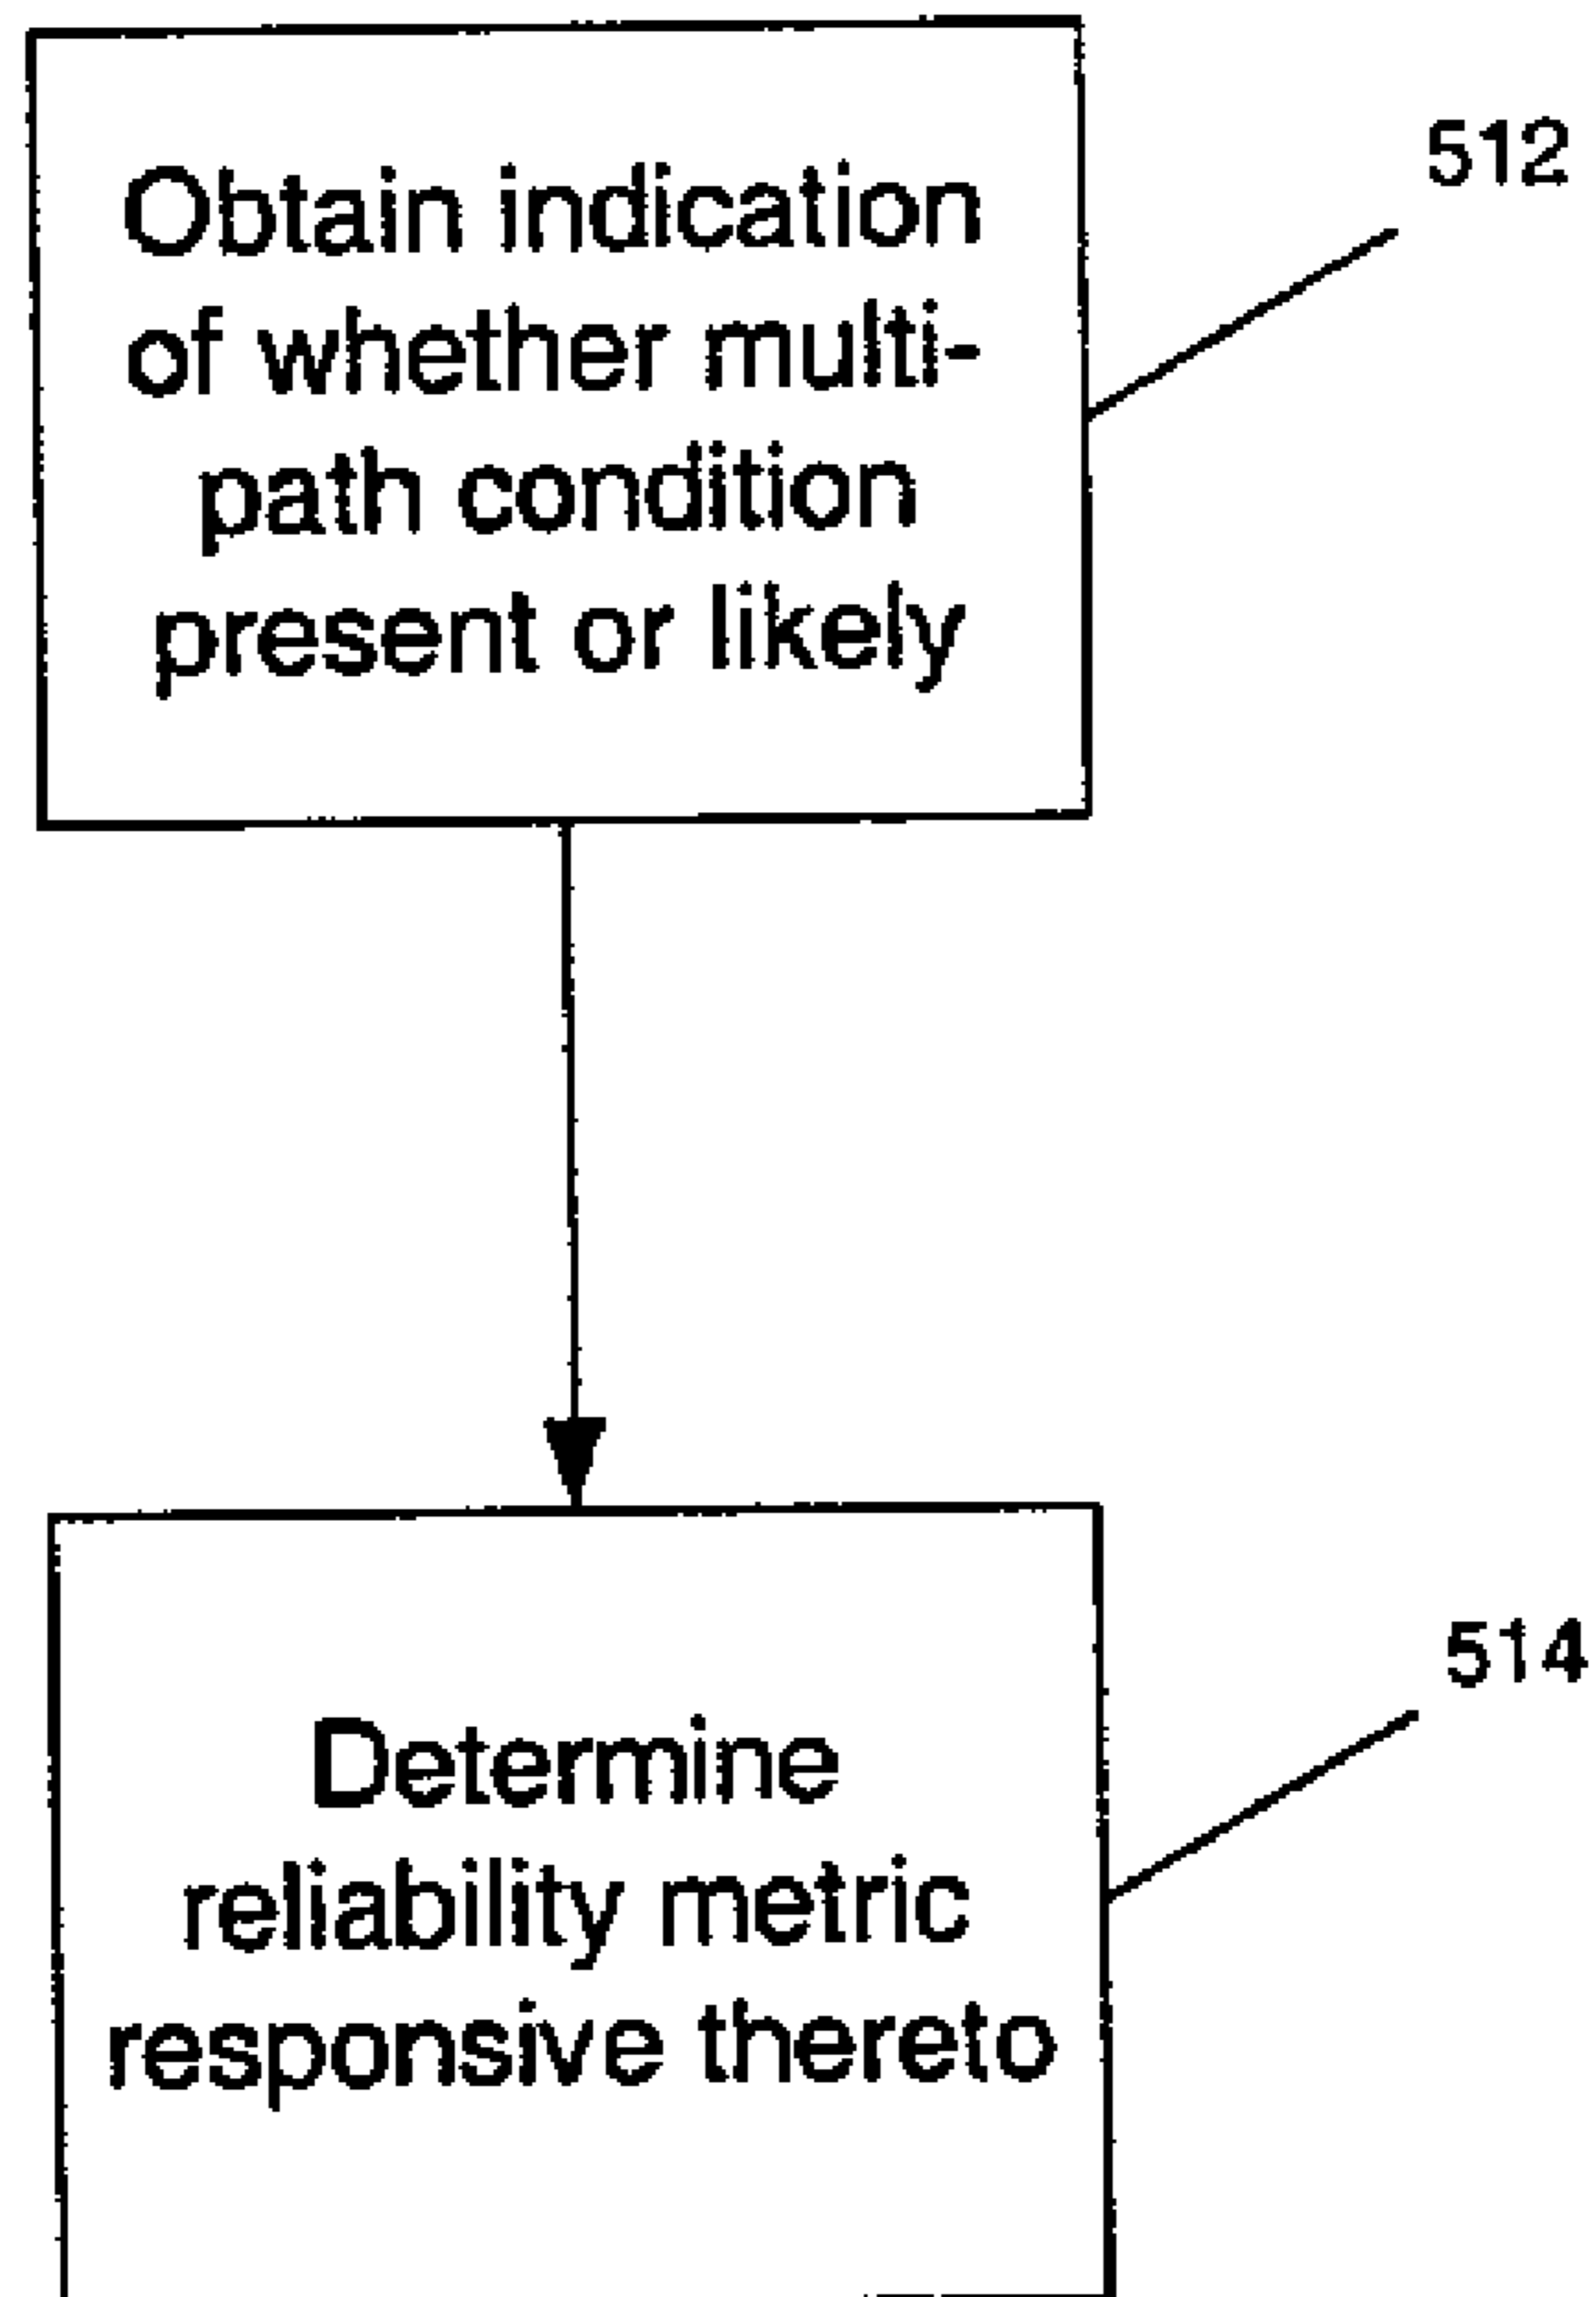 Obtain indication
of whether multi-
path condition
present or likely
512
Determine
reliability metric
responsive thereto
514